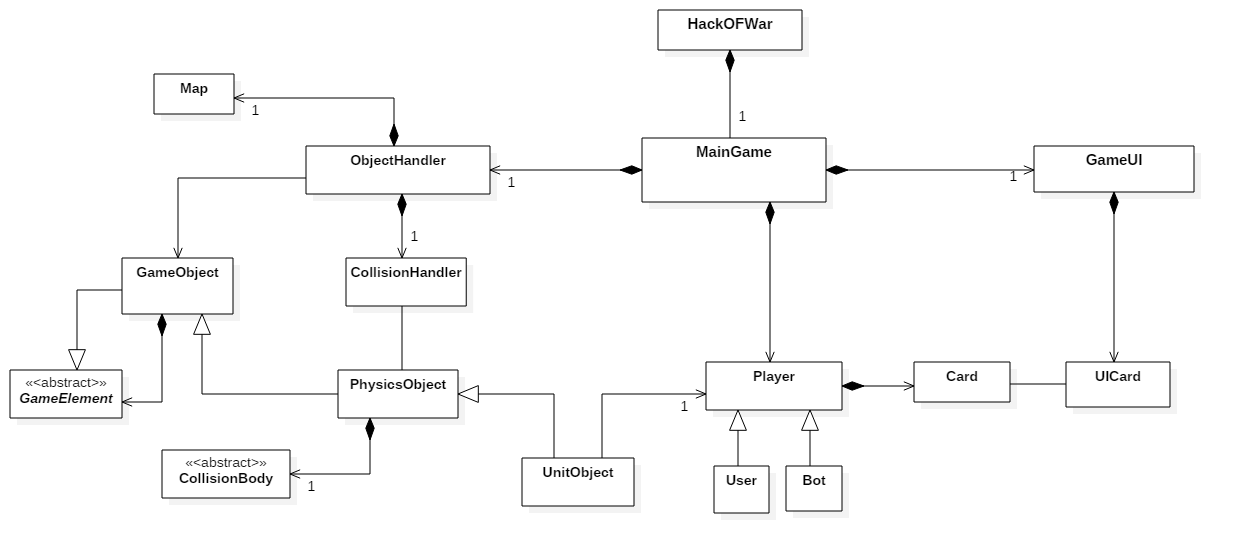 HackOFWar
Map
1
1
ObjectHandler
MainGame
GameUI
1
1
1
GameObject
CollisionHandler
«<abstract>»
GameElement
PhysicsObject
Player
Card
UICard
1
«<abstract>»
CollisionBody
1
UnitObject
User
Bot